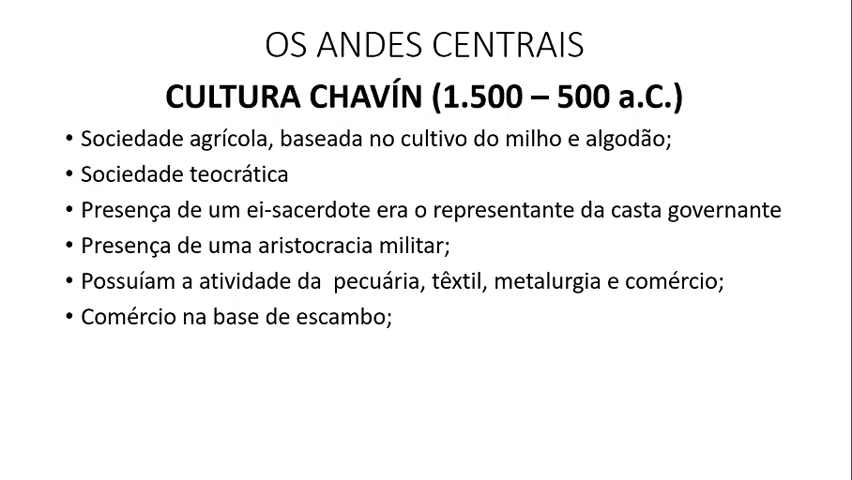 OS ANDES CENTRAIS
CULTURA CHAVÍN (1.500 – 500 a.C.)
• Sociedade agrícola, baseada no cultivo do milho e algodão;
• Sociedade teocrática
• Presença de um ei-sacerdote era o representante da casta governante
• Presença de uma aristocracia militar;
• Possuíam a atividade da  pecuária, têxtil, metalurgia e comércio;
• Comércio na base de escambo;